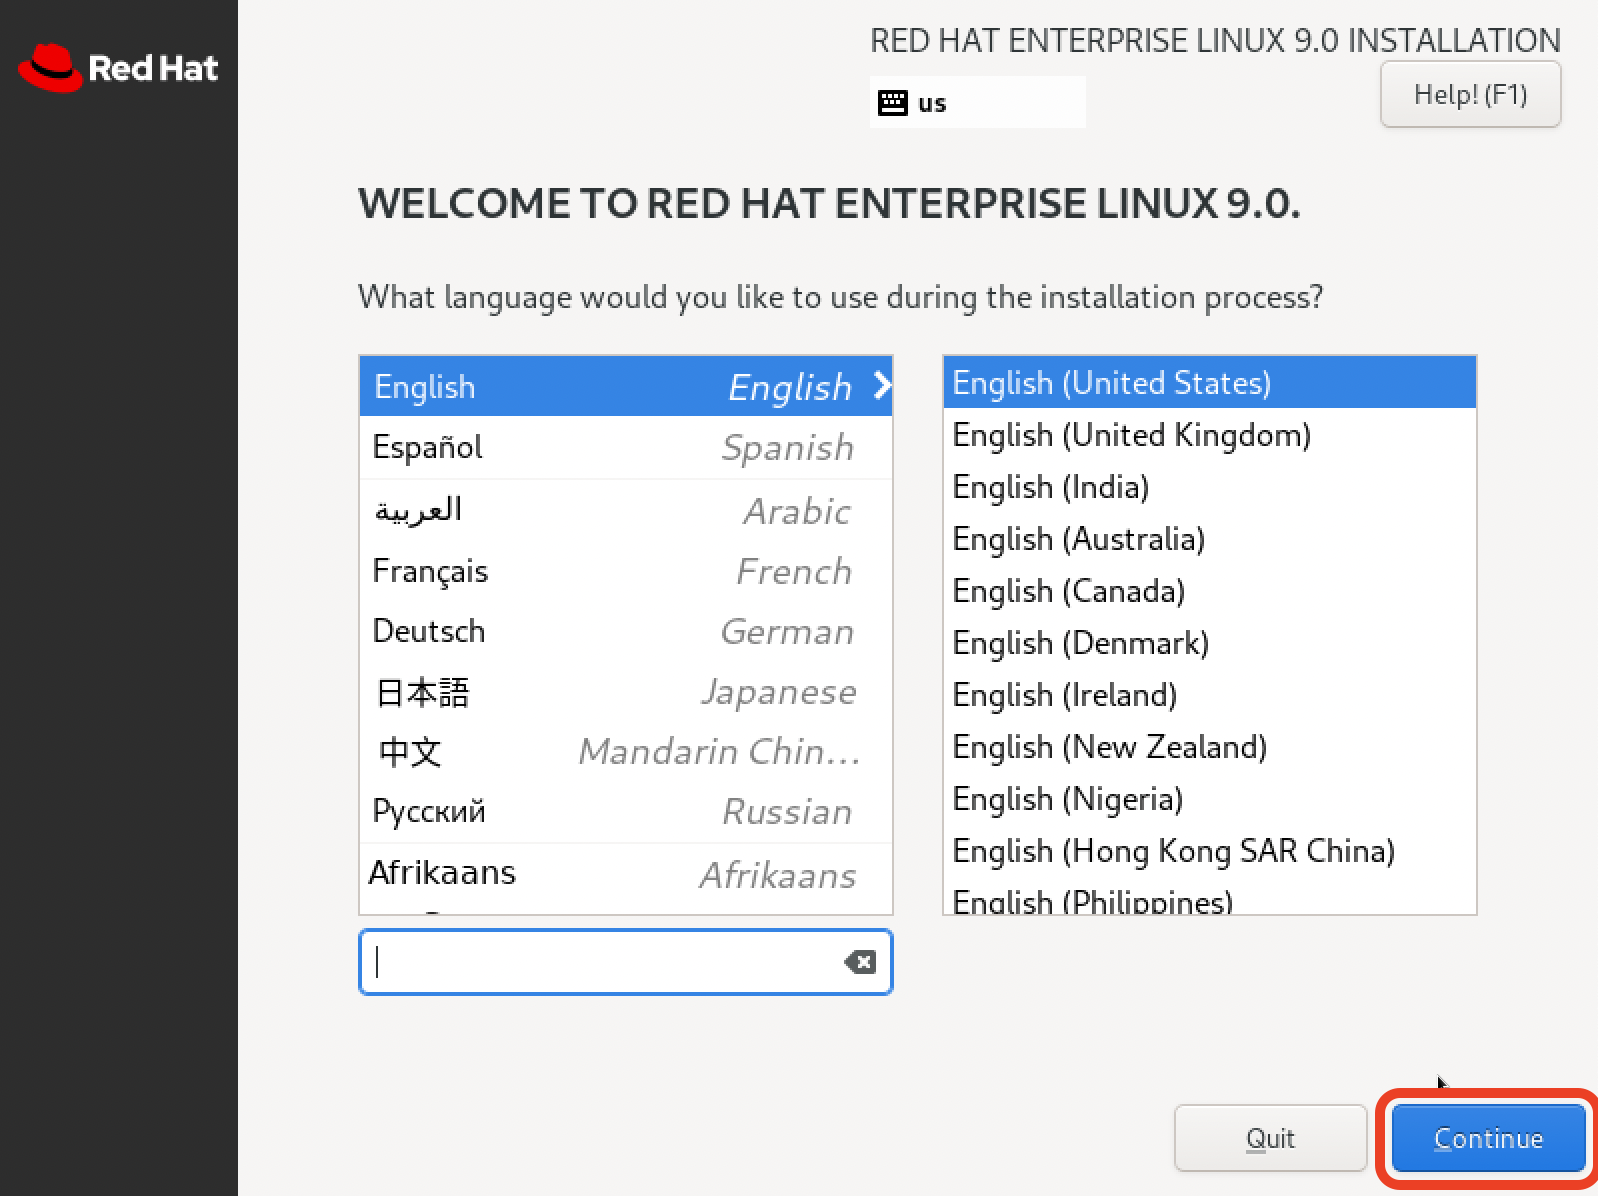 Red Hat
RED HAT ENTERPRISE LINUX 9.0 INSTALLATION
us
Help! (F1)
WELCOME TO RED HAT ENTERPRISE LINUX 9.0.
What language would you like to use during the installation process?
English English
Español Spanish
العربية Arabic
Français French
Deutsch German
日本語 Japanese
中文 Mandarin Chin...
Русский Russian
Afrikaans Afrikaans
English (United States)
English (United Kingdom)
English (India)
English (Australia)
English (Canada)
English (Denmark)
English (Ireland)
English (New Zealand)
English (Nigeria)
English (Hong Kong SAR China)
English (Philippines)
Quit
Continue